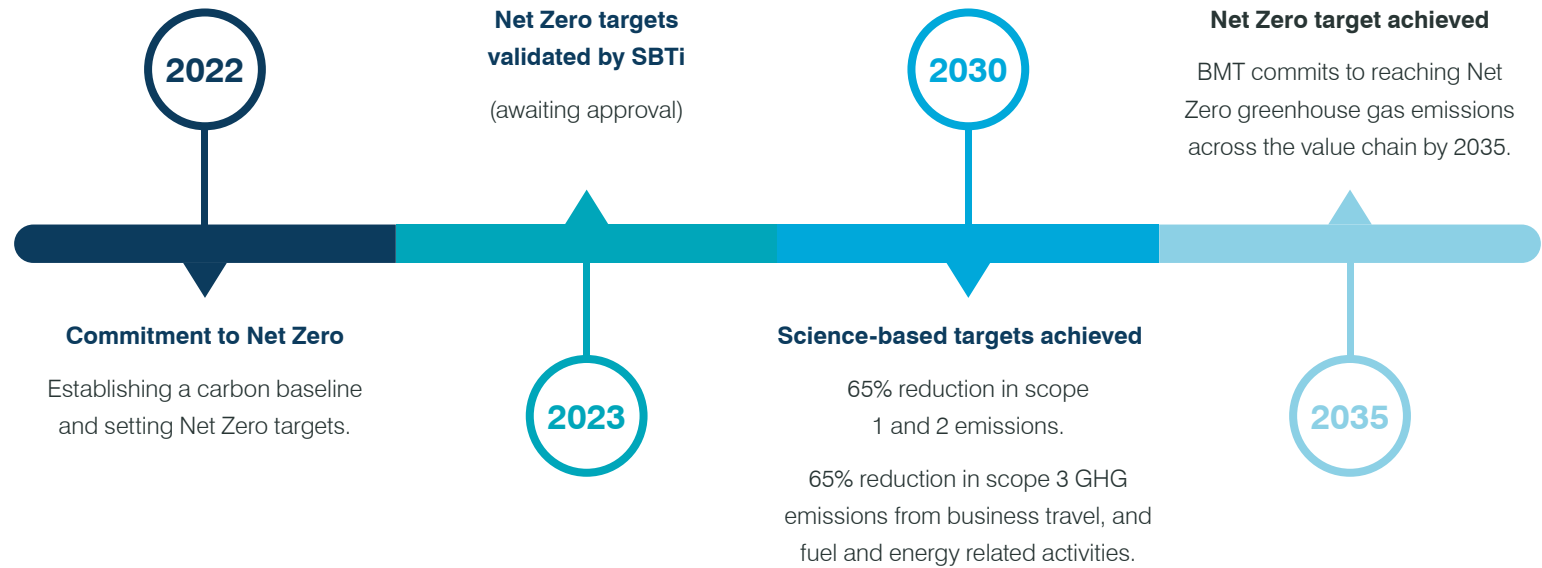 2022
Commitment to Net Zero
Establishing a carbon baseline
and setting Net Zero targets.
Net Zero targets
validated by SBTi
(awaiting approval)
2023
2030
Science-based targets achieved
65% reduction in scope
1 and 2 emissions.
65% reduction in scope 3 GHG
emissions from business travel, and
fuel and energy related activities.
Net Zero target achieved
BMT commits to reaching Net
Zero greenhouse gas emissions
across the value chain by 2035.
2035